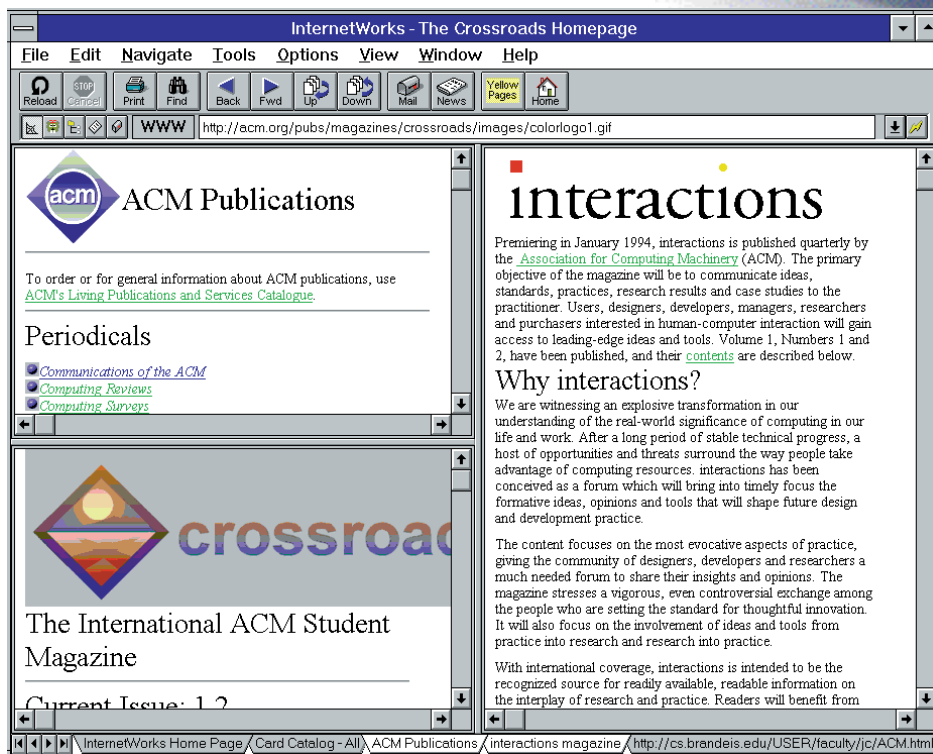 InternetWorks - The Crossroads Homepage
File Edit Navigate Tools Options View Window Help
Reload STOP Cancel Print Find Back Fwd Up Down Mail News Yellow Pages Home
WWW http://acm.org/pubs/magazines/crossroads/images/colorlogo1.gif
acm ACM Publications
To order or for general information about ACM publications, use
ACM's Living Publications and Services Catalogue.
Periodicals
Communications of the ACM
Computing Reviews
Computing Surveys
crossroad
The International ACM Student
Magazine
Current Issue: 1.2
interactions
Premiering in January 1994, interactions is published quarterly by
the Association for Computing Machinery (ACM). The primary
objective of the magazine will be to communicate ideas,
standards, practices, research results and case studies to the
practitioner. Users, designers, developers, managers, researchers
and purchasers interested in human-computer interaction will gain
access to leading-edge ideas and tools. Volume 1, Numbers 1 and
2, have been published, and their contents are described below.
Why interactions?
We are witnessing an explosive transformation in our
understanding of the real-world significance of computing in our
life and work. After a long period of stable technical progress, a
host of opportunities and threats surround the way people take
advantage of computing resources. interactions has been
conceived as a forum which will bring into timely focus the
formative ideas, opinions and tools that will shape future design
and development practice.
The content focuses on the most evocative aspects of practice,
giving the community of designers, developers and researchers a
much needed forum to share their insights and opinions. The
magazine stresses a vigorous, even controversial exchange among
the people who are setting the standard for thoughtful innovation.
It will also focus on the involvement of ideas and tools from
practice into research and research into practice.
With international coverage, interactions is intended to be the
recognized source for readily available, readable information on
the interplay of research and practice. Readers will benefit from
InternetWorks Home Page Card Catalog - All ACM Publications interactions magazine http://cs.brandeis.edu/USER/faculty/jc/ACM.html